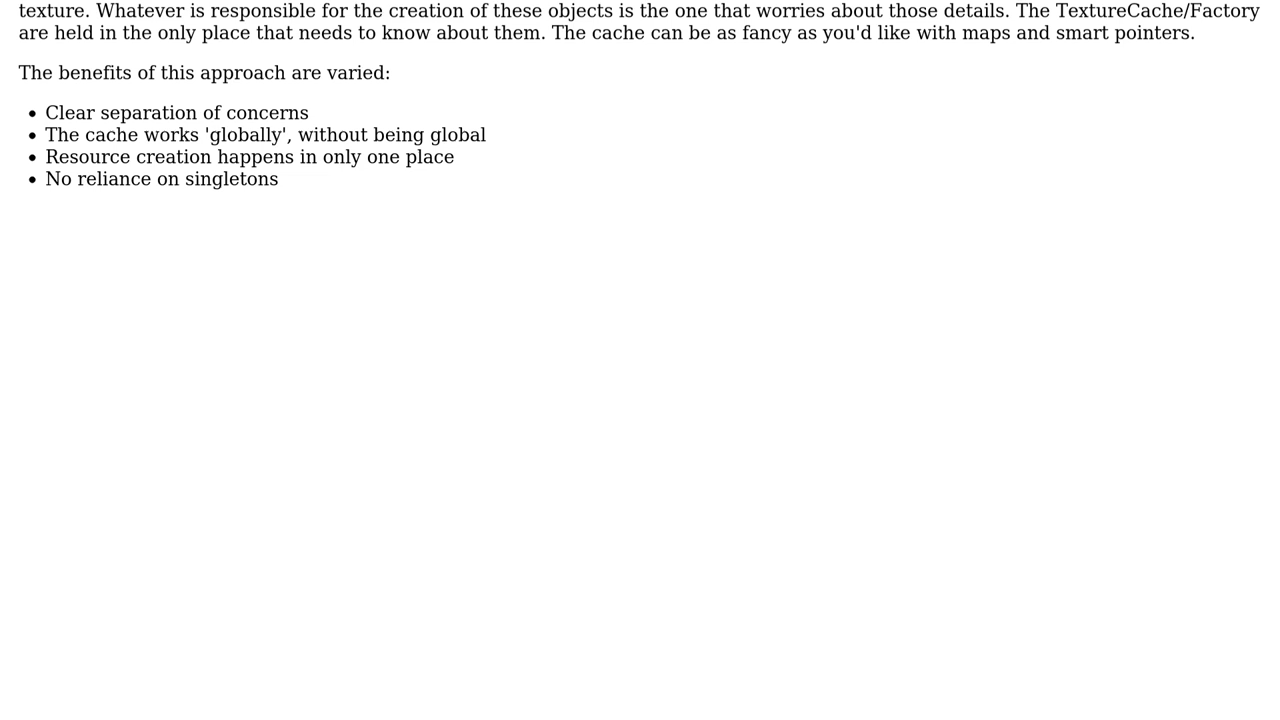 texture. Whatever is responsible for the creation of these objects is the one that worries about those details. The TextureCache/Factory
are held in the only place that needs to know about them. The cache can be as fancy as you'd like with maps and smart pointers.
The benefits of this approach are varied:
• Clear separation of concerns
• The cache works 'globally', without being global
• Resource creation happens in only one place
• No reliance on singletons